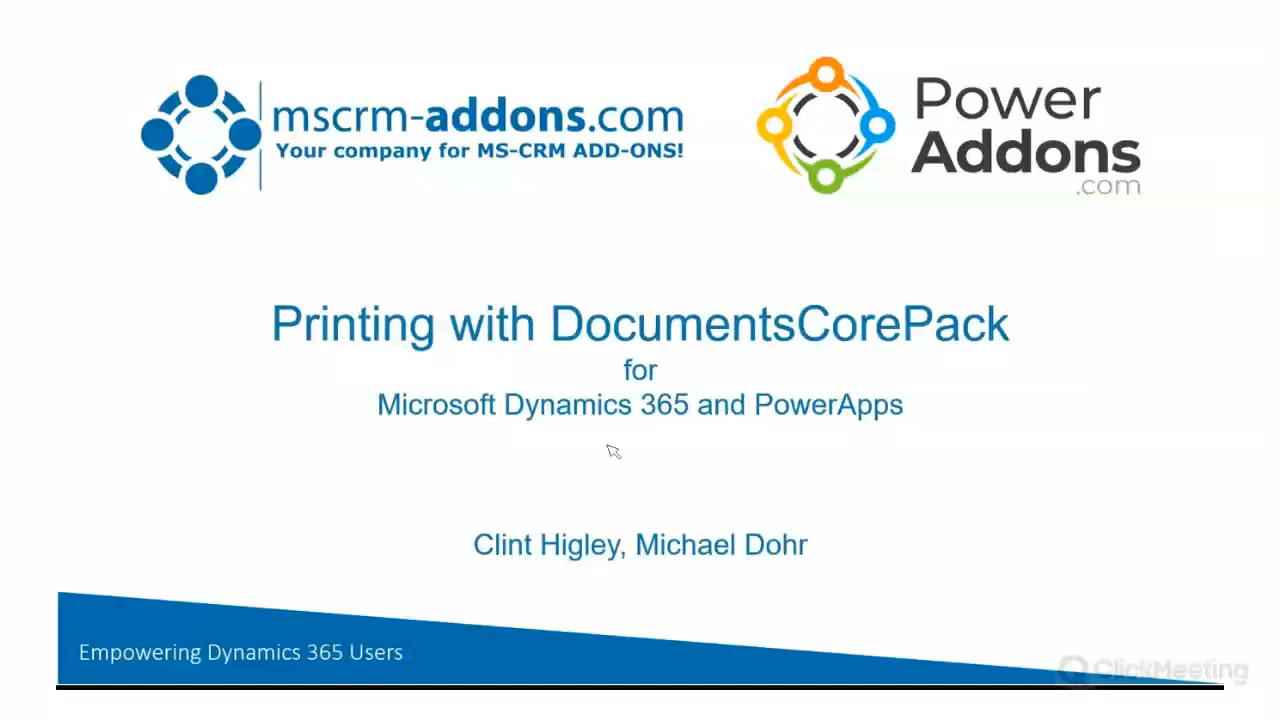 mscrm-addons.com
Your company for MS-CRM ADD-ONS!
Power
Addons
.com
Printing with DocumentsCorePack
for
Microsoft Dynamics 365 and PowerApps
Clint Higley, Michael Dohr
Empowering Dynamics 365 Users
ClickMeeting